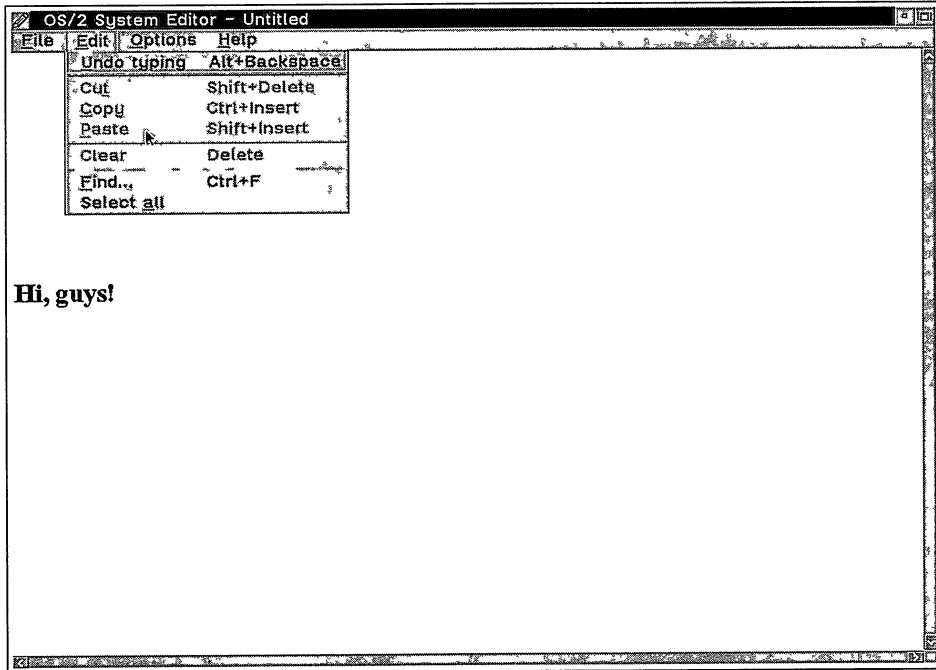 OS/2 System Editor – Untitled
File Edit Options Help
Undo typing Alt+Backspace
Cut Shift+Delete
Copy Ctrl+Insert
Paste Shift+Insert
Clear Delete
Find... Ctrl+F
Select all
Hi, guys!